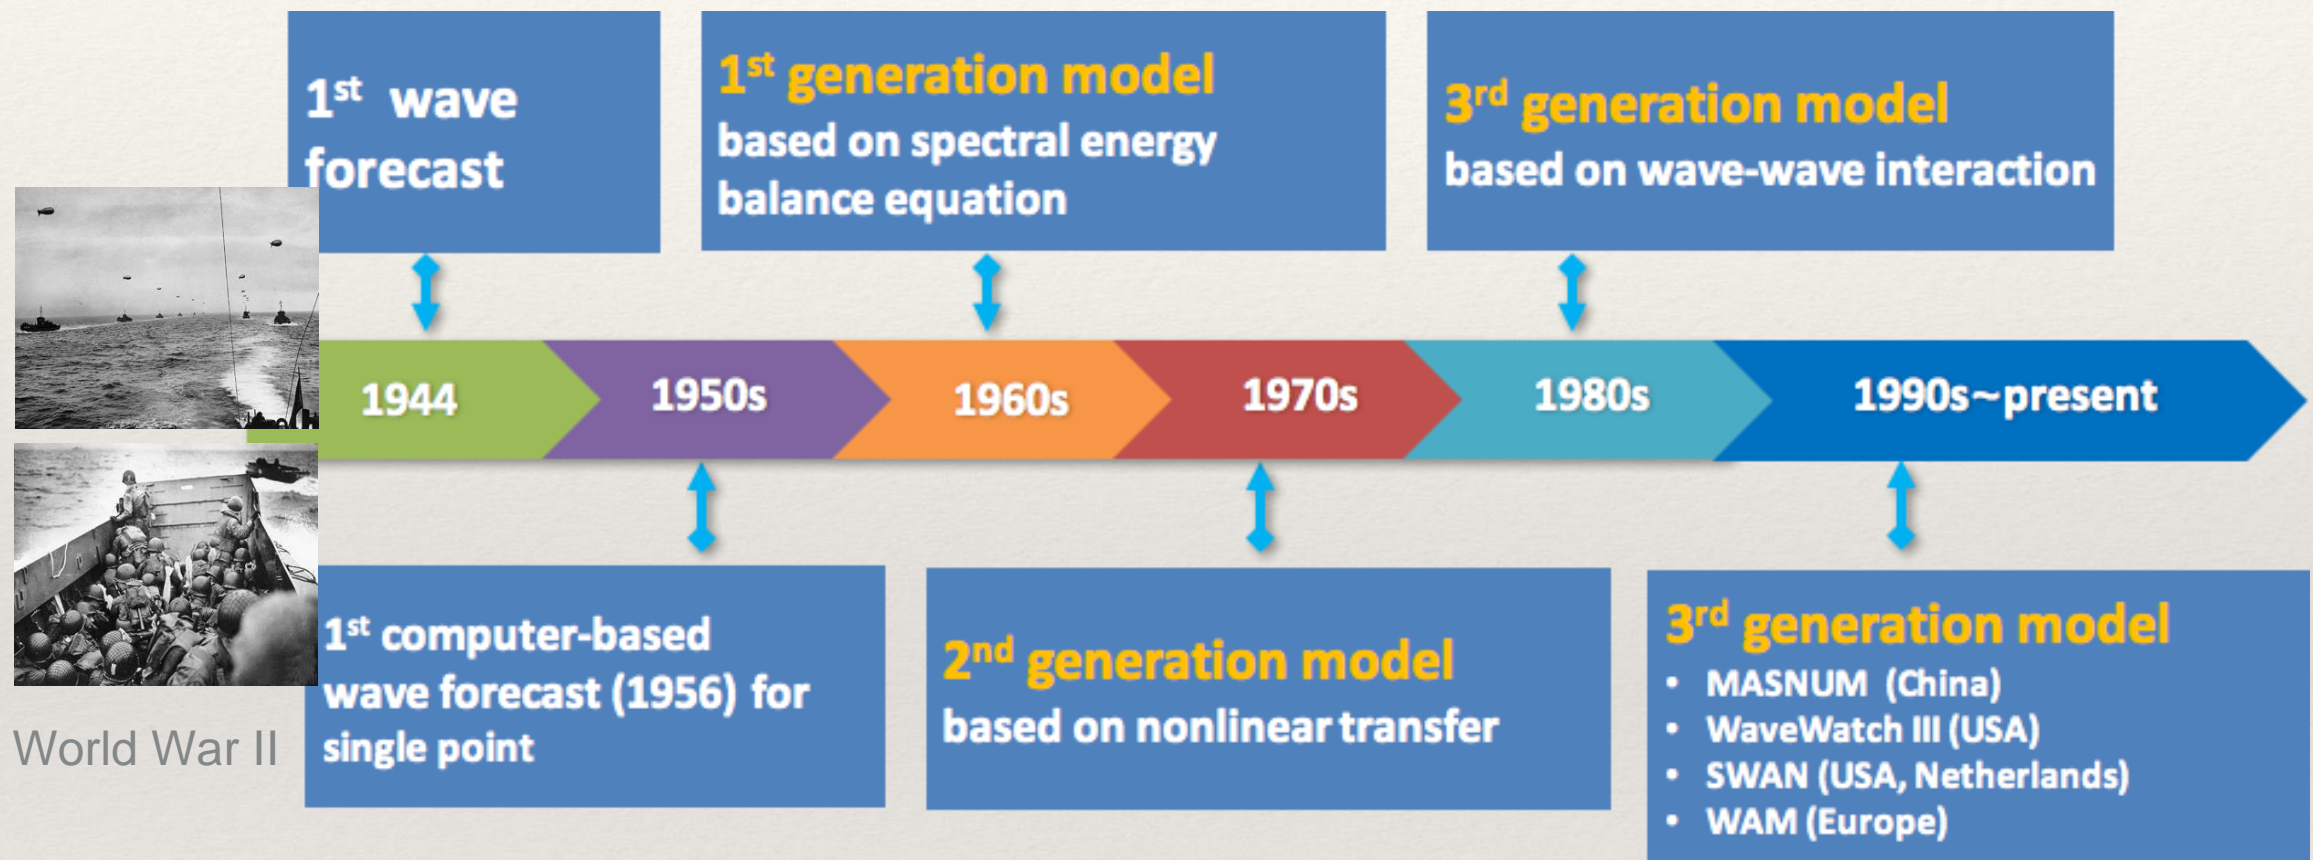 1st wave
forecast
1st generation model
based on spectral energy
balance equation
3rd generation model
based on wave-wave interaction
1944
1950s
1960s
1970s
1980s
1990s~present
World War II
1st computer-based
wave forecast (1956) for
single point
2nd generation model
based on nonlinear transfer
3rd generation model
• MASNUM (China)
• WaveWatch III (USA)
• SWAN (USA, Netherlands)
• WAM (Europe)